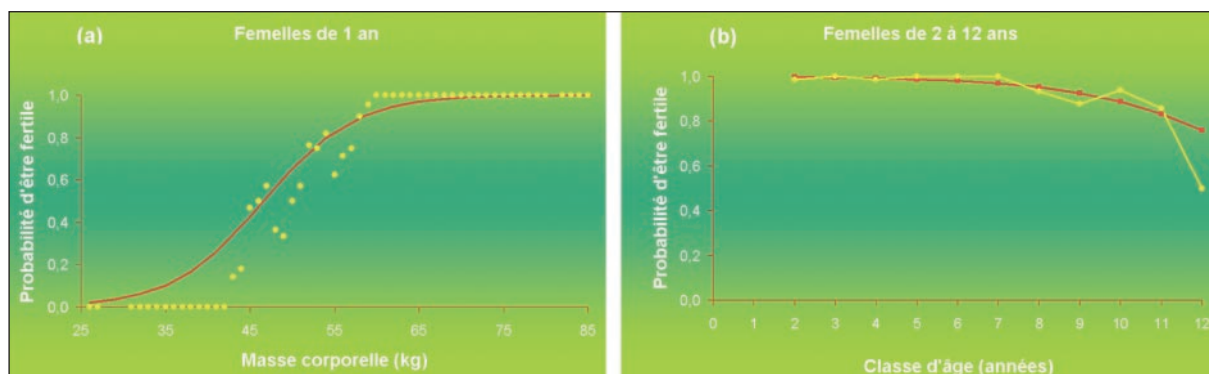 (a)
Femelles de 1 an
Probabilité d'être fertile
1,0
0,8
0,6
0,4
0,2
0,0
25 35 45 55 65 75 85
Masse corporelle (kg)
(b)
Femelles de 2 à 12 ans
Probabilité d'être fertile
1,0
0,8
0,6
0,4
0,2
0,0
0 1 2 3 4 5 6 7 8 9 10 11 12
Classe d'âge (années)